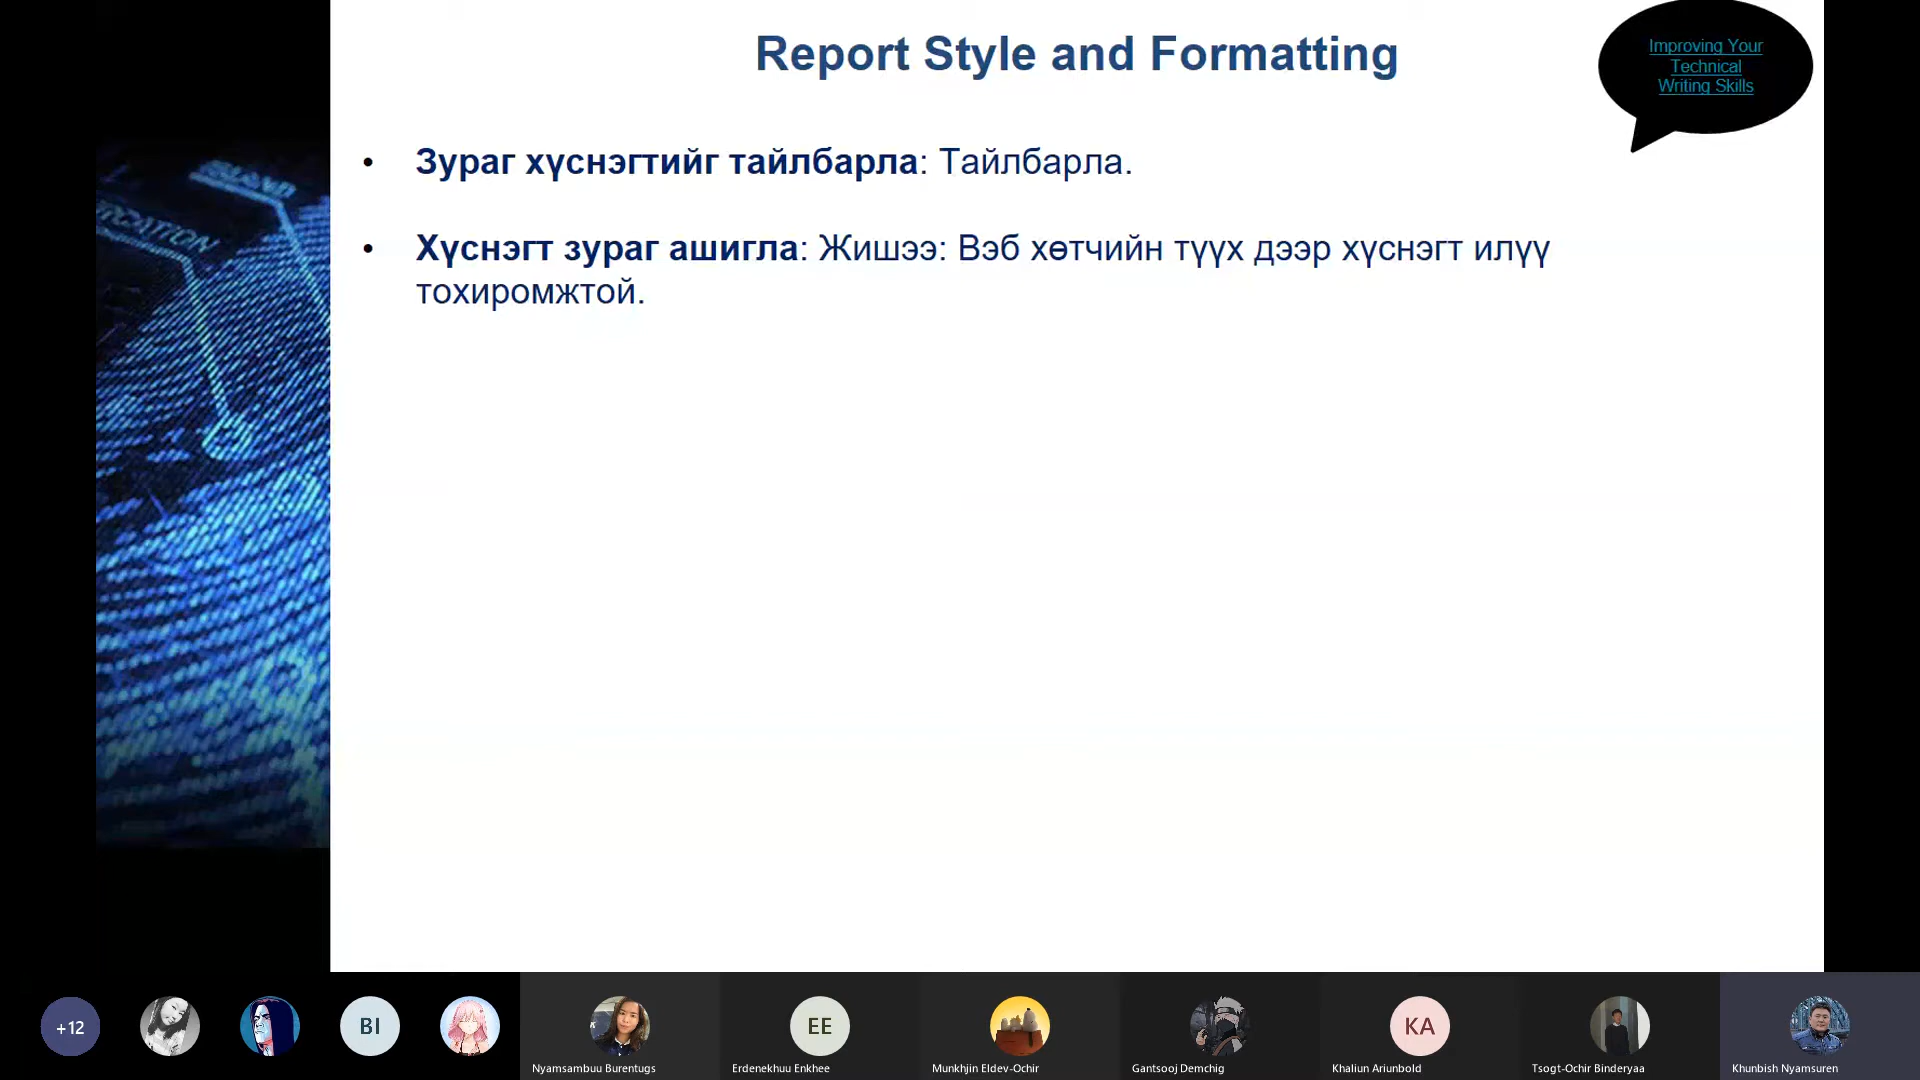 Report Style and Formatting
Improving Your
Technical
Writing Skills
• Зураг хүснэгтийг тайлбарла: Тайлбарла.
• Хүснэгт зураг ашигла: Жишээ: Вэб хөтчийн түүх дээр хүснэгт илүү
тохиромжтой.
+12
BI
EE
KA
Nyamsambuu Burentugs
Erdenekhuu Enkhee
Munkhjin Eldev-Ochir
Gantsooj Demchig
Khaliun Ariunbold
Tsogt-Ochir Binderyaa
Khunbish Nyamsuren